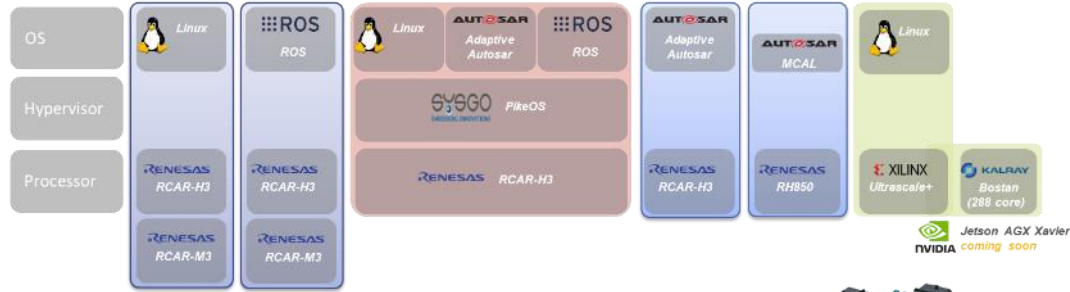 OS
Linux
ROS
ROS
Linux
AUTOSAR
Adaptive
Autosar
ROS
ROS
AUTOSAR
Adaptive
Autosar
AUTOSAR
MCAL
Linux
Hypervisor
SYSGO
EMBEDDING INNOVATIONS
PikeOS
Processor
RENESAS
RCAR-H3
RENESAS
RCAR-H3
RENESAS
RCAR-H3
RENESAS
RCAR-H3
RENESAS
RH850
XILINX
Ultrascale+
KALRAY
Bostan
(288 core)
RENESAS
RCAR-M3
RENESAS
RCAR-M3
NVIDIA
Jetson AGX Xavier
coming soon